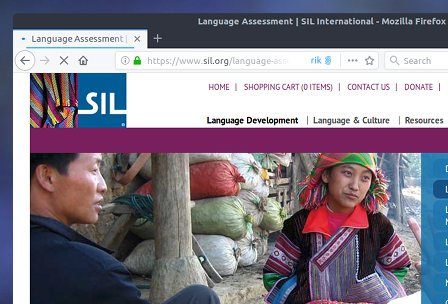 Language Assessment | SIL International - Mozilla Firefox
Language Assessment |
https://www.sil.org/language-ass
rik
Search
HOME | SHOPPING CART (0 ITEMS) | CONTACT US | DONATE |
SIL
Language Development | Language & Culture | Resources